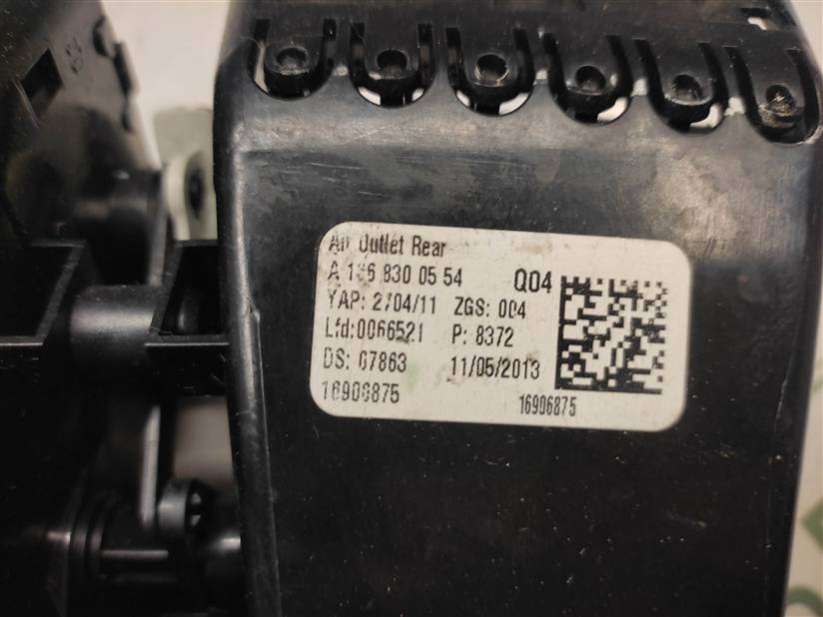 Air Outlet Rear
A 166 830 05 54 Q04
YAP: 27/04/11 ZGS: 004
Lfd:0066521 P: 8372
DS: 07863 11/05/2013
16906875 16906875